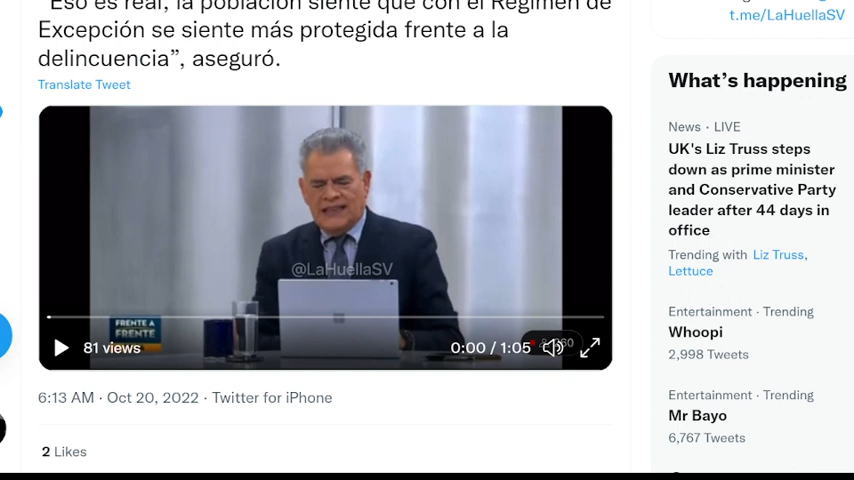 "Eso es real, la población siente que con el Régimen de
Excepción se siente más protegida frente a la
delincuencia”, aseguró.
Translate Tweet
@LaHuellaSV
FRENTE A
FRENTE
81 views
0:00 / 1:05
6:13 AM · Oct 20, 2022 · Twitter for iPhone
2 Likes
t.me/LaHuellaSV
What’s happening
News · LIVE
UK's Liz Truss steps
down as prime minister
and Conservative Party
leader after 44 days in
office
Trending with Liz Truss,
Lettuce
Entertainment · Trending
Whoopi
2,998 Tweets
Entertainment · Trending
Mr Bayo
6,767 Tweets